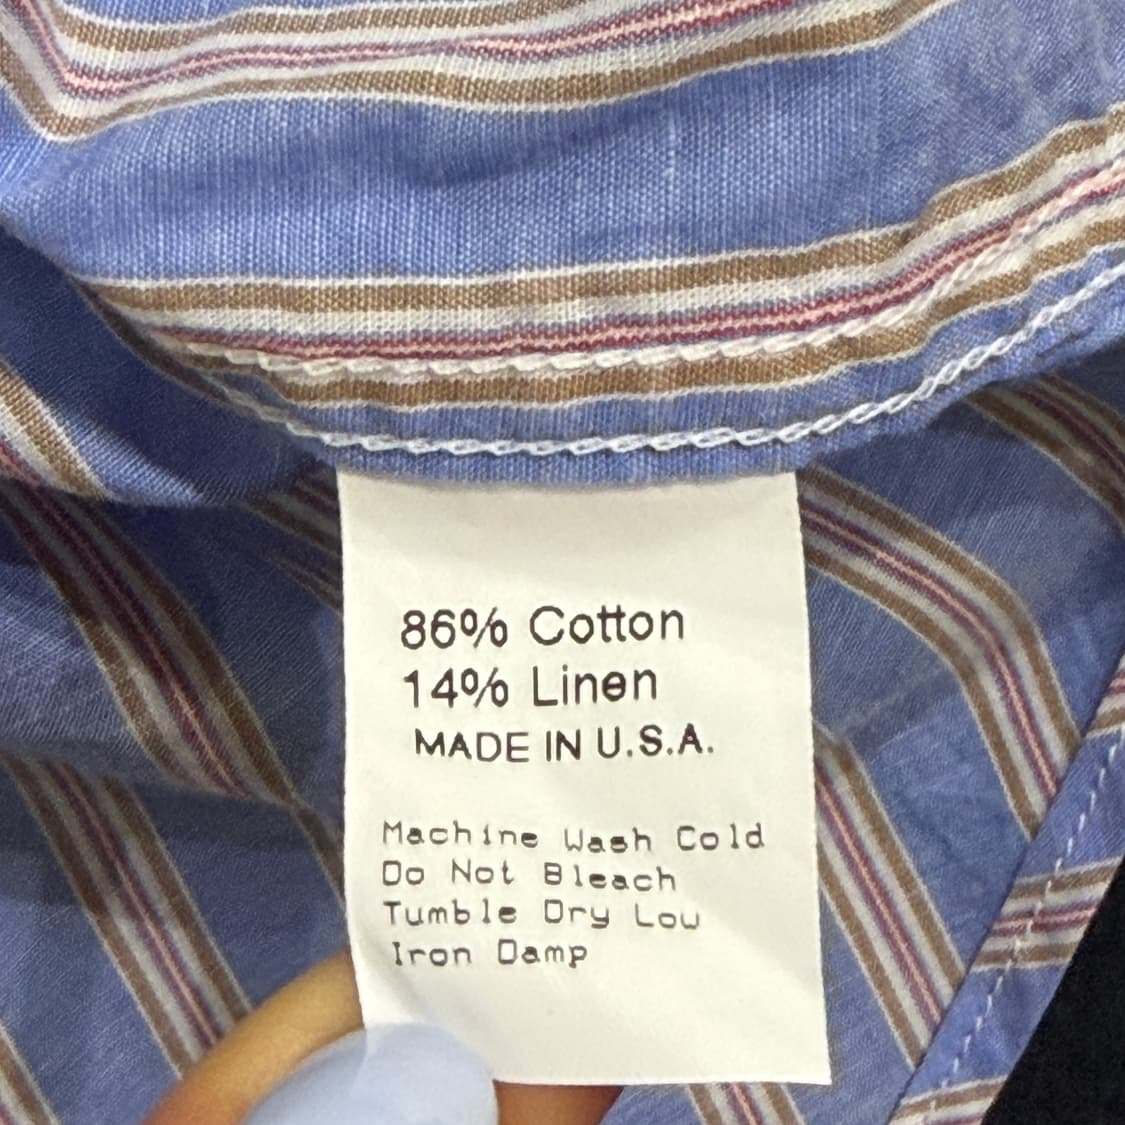 86% Cotton
14% Linen
MADE IN U.S.A.
Machine Wash Cold
Do Not Bleach
Tumble Dry Low
Iron Damp